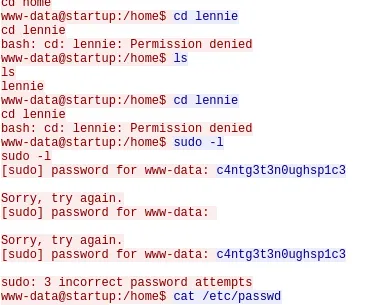 cd home
www-data@startup:/home$ cd lennie
cd lennie
bash: cd: lennie: Permission denied
www-data@startup:/home$ ls
ls
lennie
www-data@startup:/home$ cd lennie
cd lennie
bash: cd: lennie: Permission denied
www-data@startup:/home$ sudo -l
sudo -l
[sudo] password for www-data: c4ntg3t3n0ughsp1c3
Sorry, try again.
[sudo] password for www-data:
Sorry, try again.
[sudo] password for www-data: c4ntg3t3n0ughsp1c3
sudo: 3 incorrect password attempts
www-data@startup:/home$ cat /etc/passwd